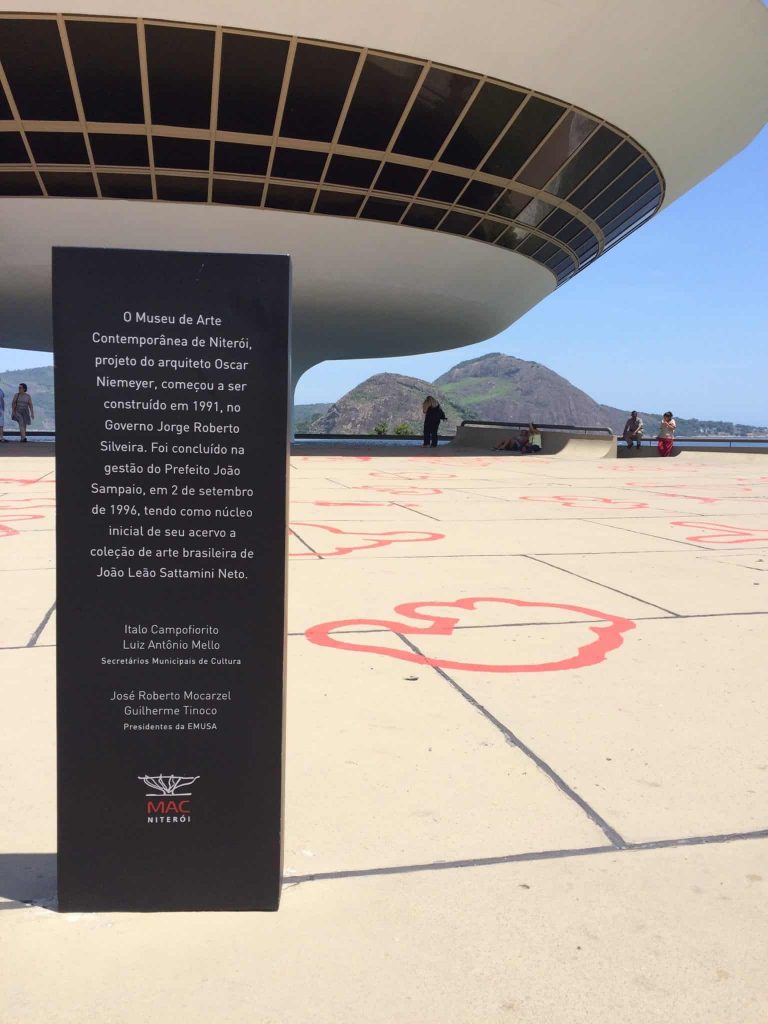 O Museu de Arte
Contemporânea de Niterói,
projeto do arquiteto Oscar
Niemeyer, começou a ser
construído em 1991, no
Governo Jorge Roberto
Silveira. Foi concluído na
gestão do Prefeito João
Sampaio, em 2 de setembro
de 1996, tendo como núcleo
inicial de seu acervo a
coleção de arte brasileira de
João Leão Sattamini Neto.
Italo Campofiorito
Luiz Antônio Mello
Secretários Municipais de Cultura
José Roberto Mocarzel
Guilherme Tinoco
Presidentes da EMUSA
MAC
NITERÓI